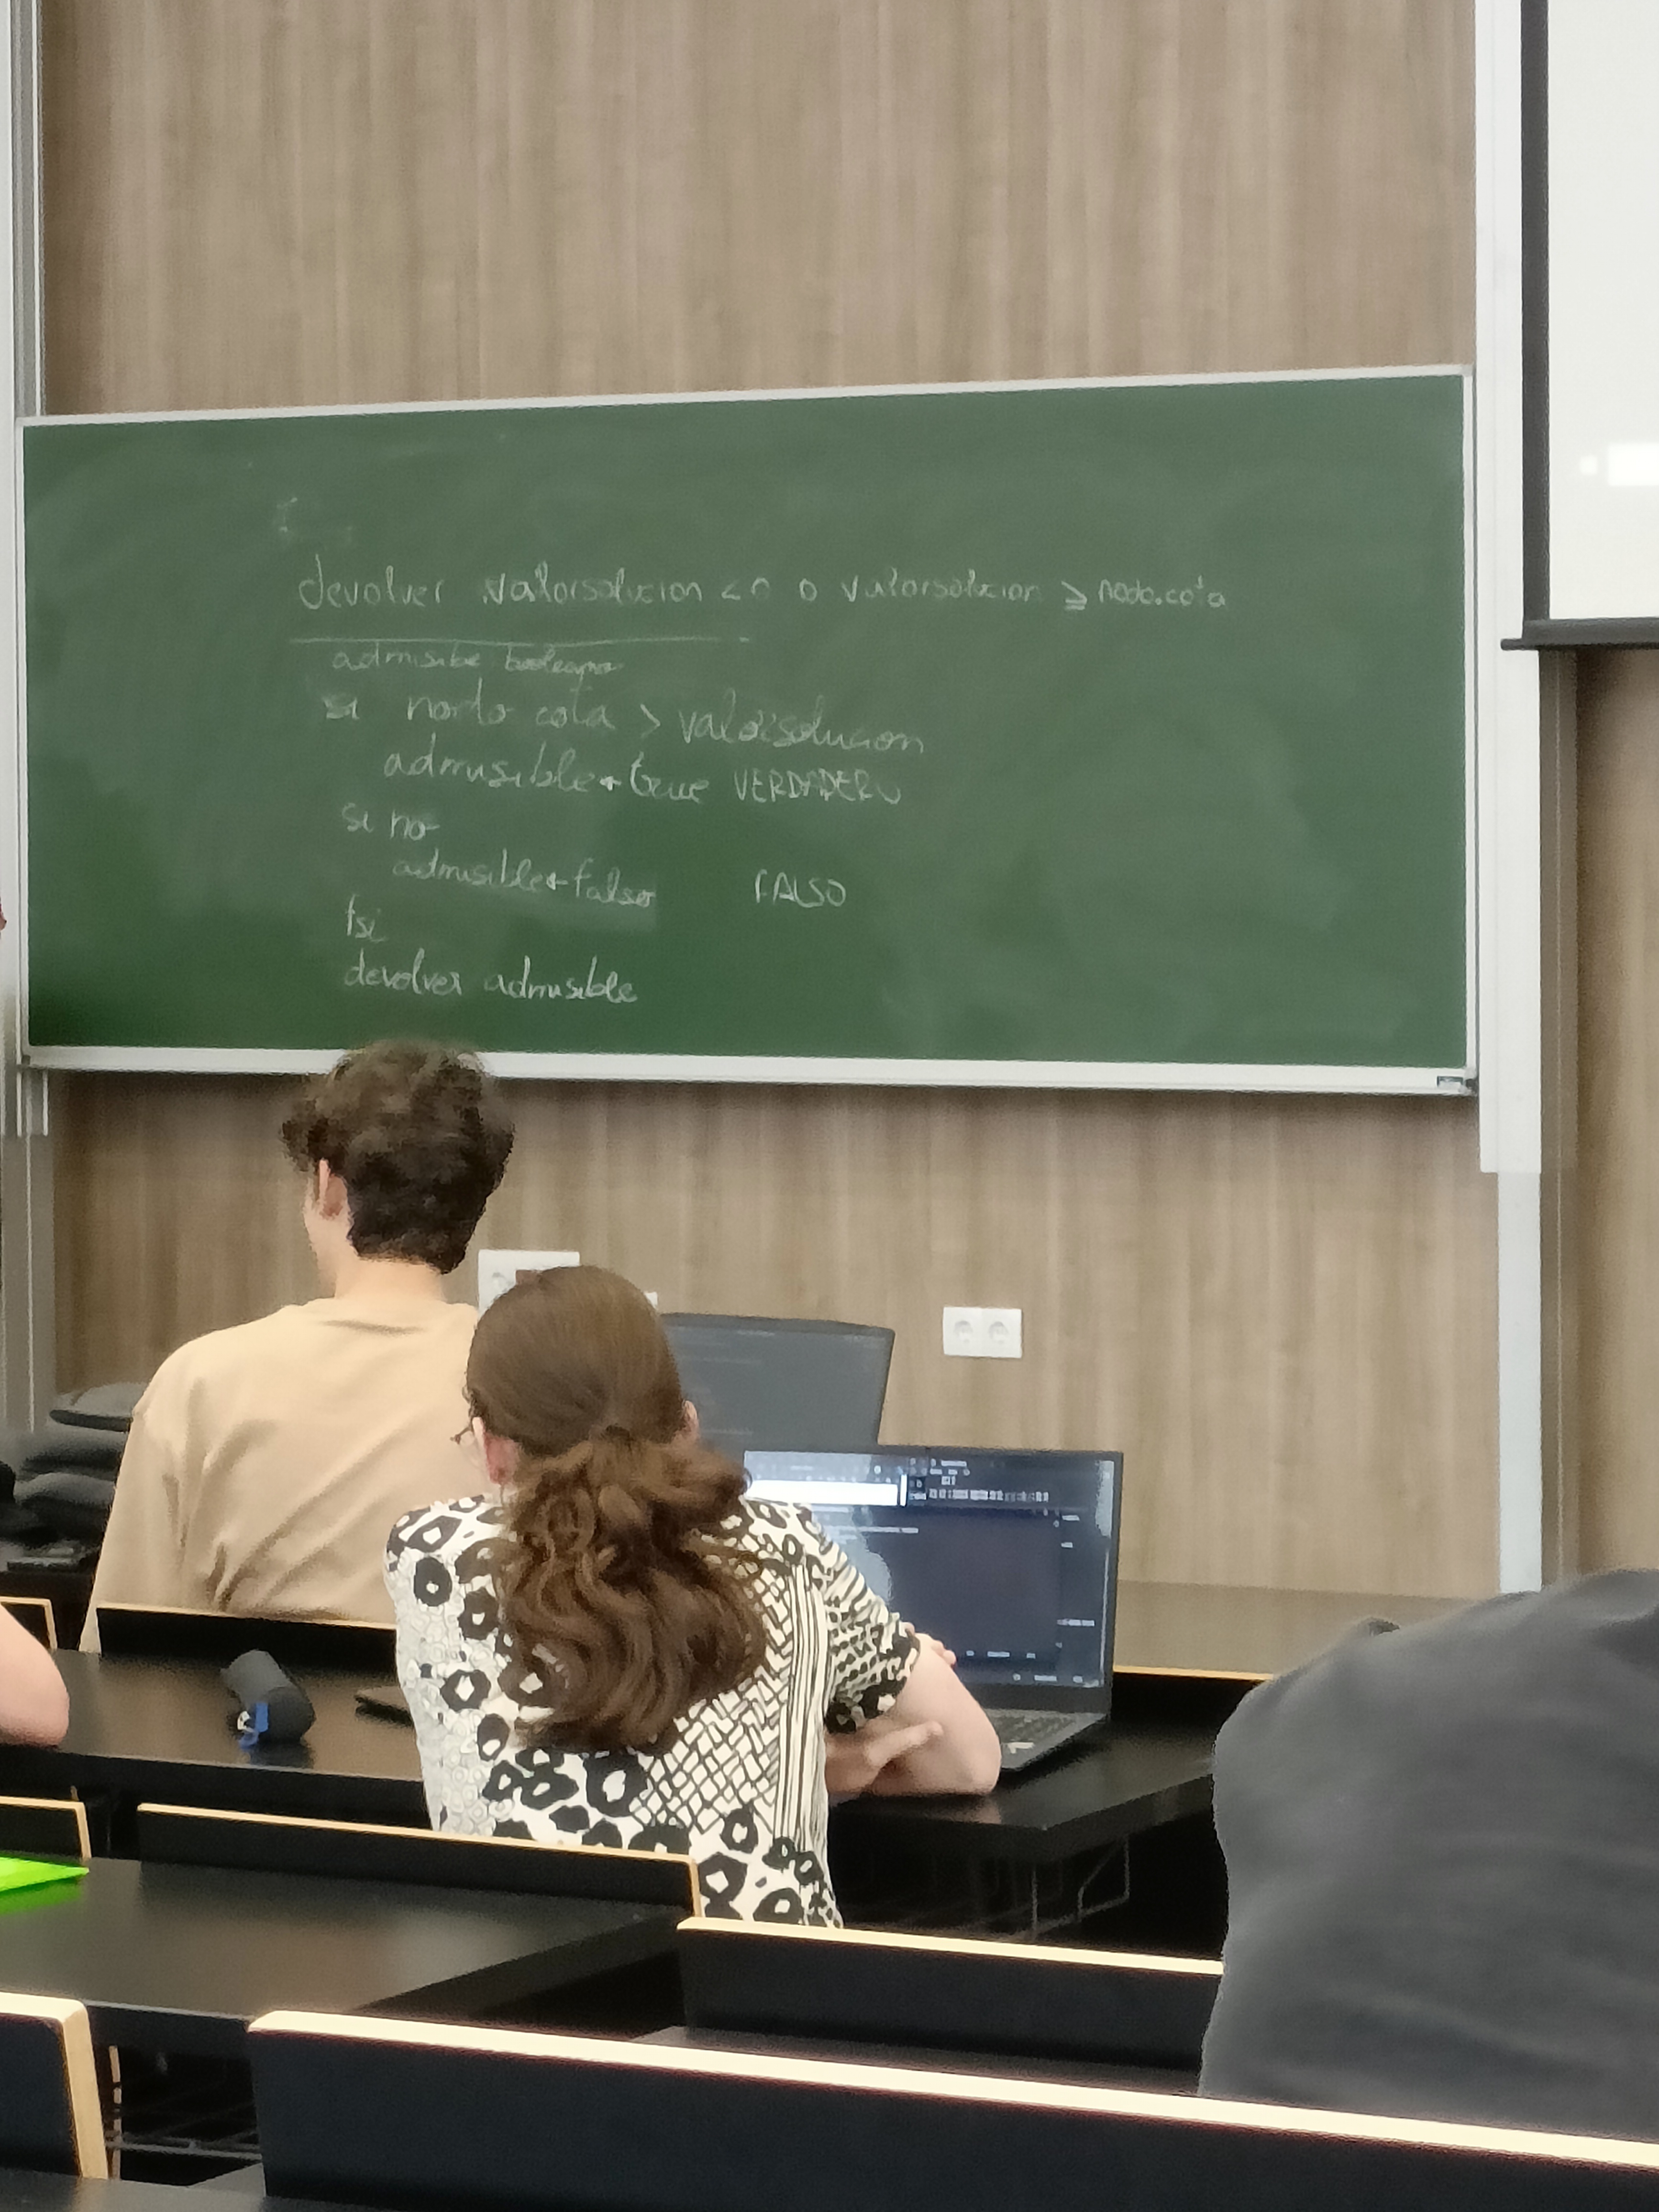 devolver valorsolucion <0 o valorsolucion ≥ nodo.cota
admisibe booleano
si nodo cota > valorsolucion
admisible ← true VERDADERO
si no
admisible ← falso FALSO
fsi
devolver admisible